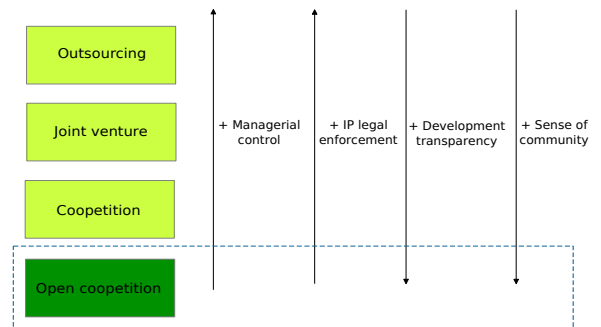 Outsourcing
Joint venture
+ Managerial
control
+ IP legal
enforcement
+ Development
transparency
+ Sense of
community
Coopetition
Open coopetition